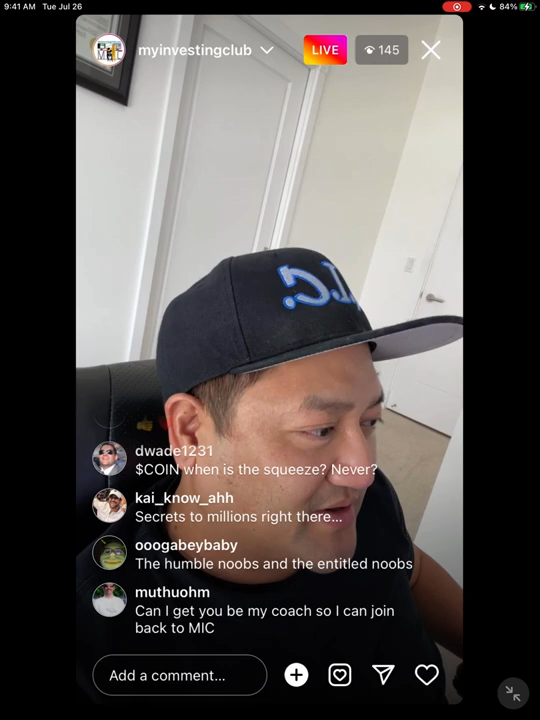 9:41 AM Tue Jul 26
84%
myinvestingclub
LIVE
145
dwade1231
$COIN when is the squeeze? Never?
kai_know_ahh
Secrets to millions right there...
ooogabeybaby
The humble noobs and the entitled noobs
muthuohm
Can I get you be my coach so I can join
back to MIC
Add a comment...